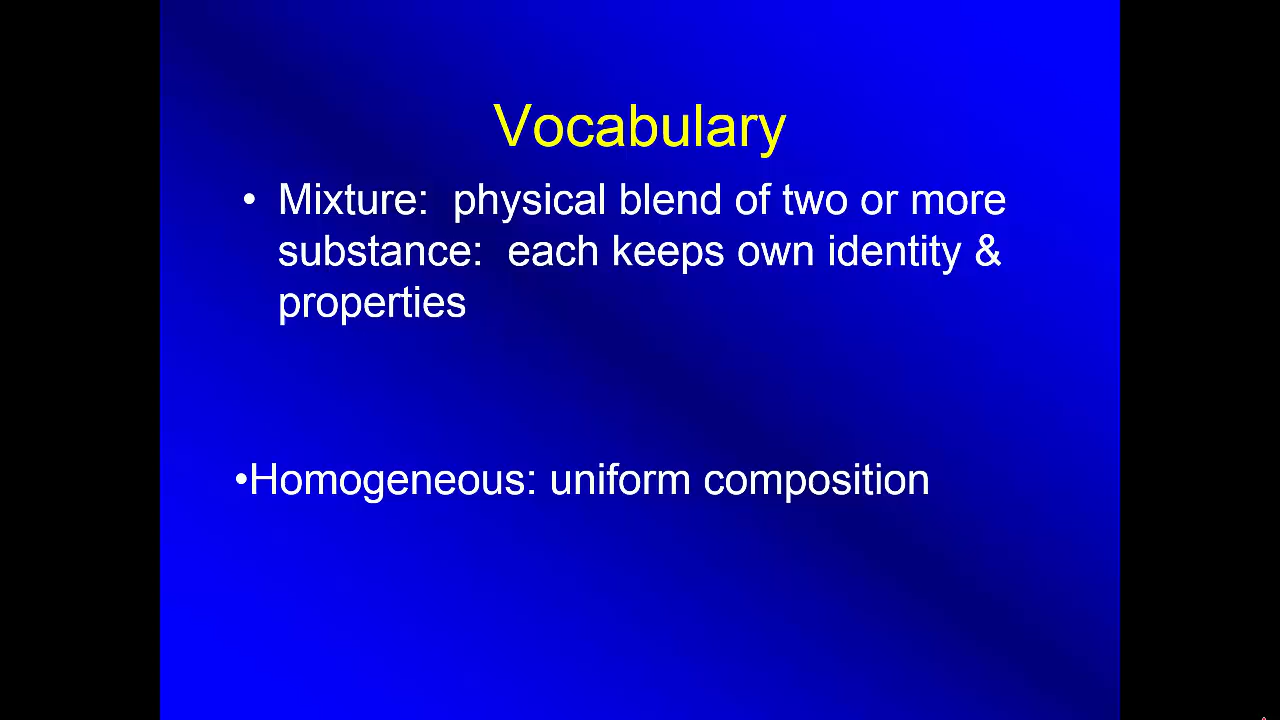 Vocabulary
• Mixture:  physical blend of two or more
substance:  each keeps own identity &
properties
•Homogeneous: uniform composition